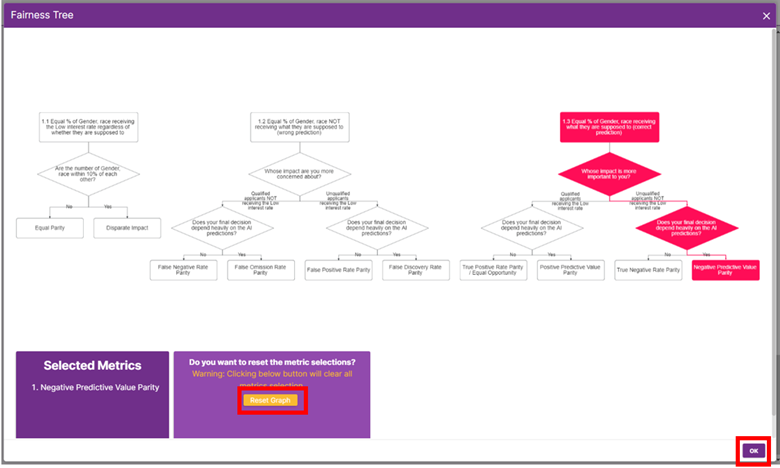 Fairness Tree
1.1 Equal % of Gender, race receiving
the Low interest rate regardless of
whether they are supposed to
Are the number of Gender,
race within 10% of each
other?
No
Yes
Equal Parity
Disparate Impact
1.2 Equal % of Gender, race NOT
receiving what they are supposed to
(wrong prediction)
Whose impact are you more
concerned about?
Qualified
applicants NOT
receiving the Low
interest rate
Unqualified
applicants
receiving the Low
interest rate
Does your final decision
depend heavily on the AI
predictions?
No
Yes
False Negative Rate
Parity
False Omission Rate
Parity
Does your final decision
depend heavily on the AI
predictions?
No
Yes
False Positive Rate Parity
False Discovery Rate
Parity
1.3 Equal % of Gender, race receiving
what they are supposed to (correct
prediction)
Whose impact is more
important to you?
Qualified
applicants
receiving the Low
interest rate
Unqualified
applicants NOT
receiving the Low
interest rate
Does your final decision
depend heavily on the AI
predictions?
No
Yes
True Positive Rate Parity
/ Equal Opportunity
Positive Predictive Value
Parity
Does your final decision
depend heavily on the AI
predictions?
No
Yes
True Negative Rate Parity
Negative Predictive Value
Parity
Selected Metrics
1. Negative Predictive Value Parity
Do you want to reset the metric selections?
Warning: Clicking below button will clear all
metrics selection
Reset Graph
OK